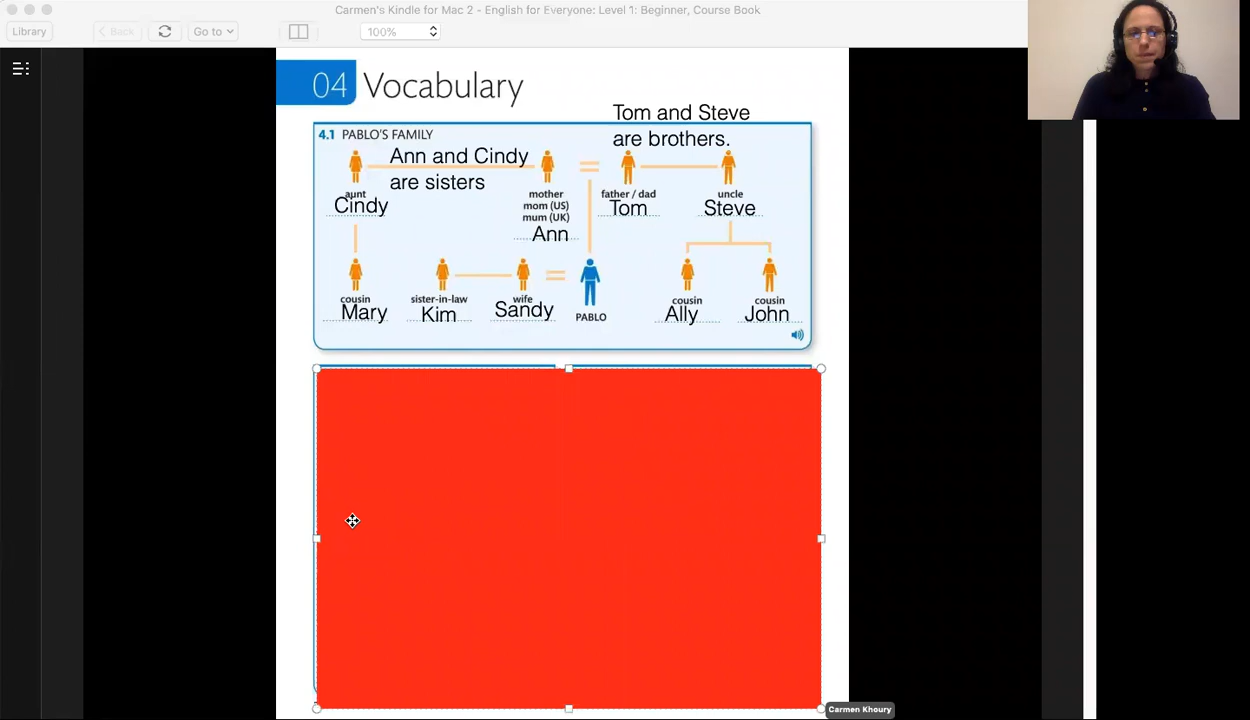 Carmen's Kindle for Mac 2 - English for Everyone: Level 1: Beginner, Course Book
Library
Back
Go to
100%
04 Vocabulary
Tom and Steve
are brothers.
4.1 PABLO'S FAMILY
Ann and Cindy
are sisters
aunt
Cindy
mother
mom (US)
mum (UK)
Ann
father / dad
Tom
uncle
Steve
cousin
Mary
sister-in-law
Kim
wife
Sandy
PABLO
cousin
Ally
cousin
John
Carmen Khoury